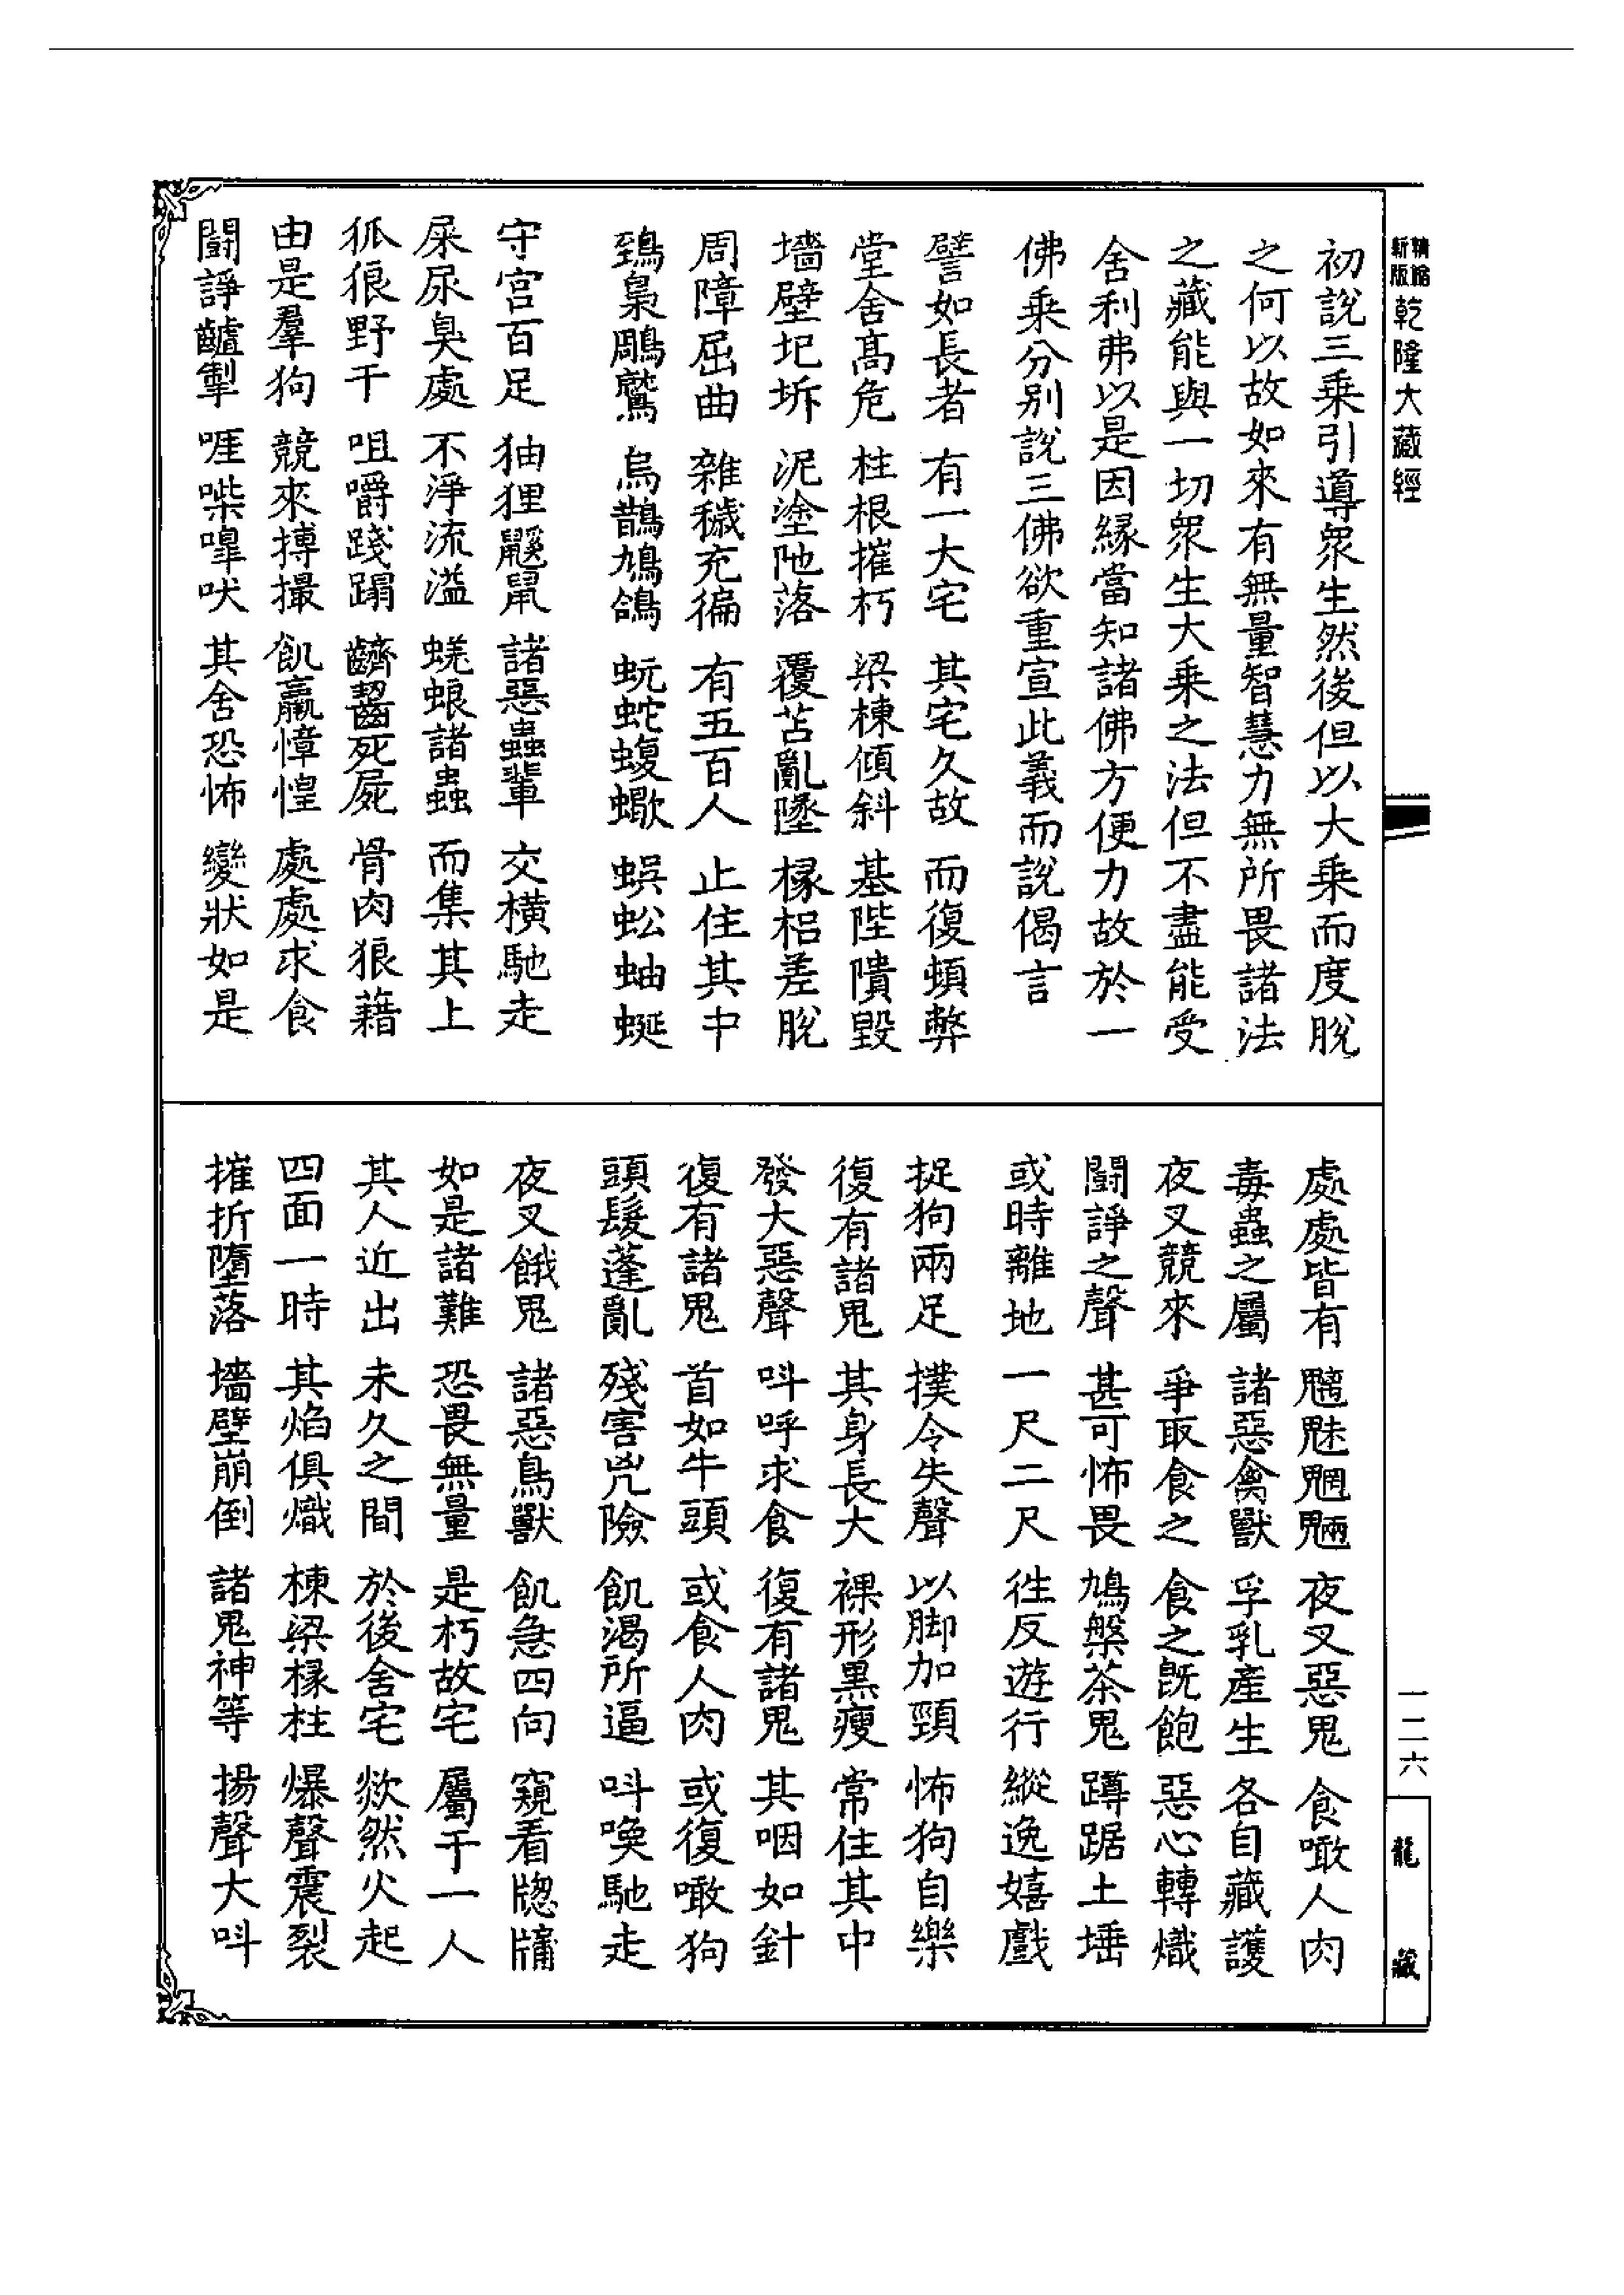 精縮新版 乾隆大藏經
初說三乘引導眾生然後但以大乘而度脫
之何以故如來有無量智慧力無所畏諸法
之藏能與一切眾生大乘之法但不盡能受
舍利弗以是因緣當知諸佛方便力故於一
佛乘分別說三佛欲重宣此義而說偈言
譬如長者 有一大宅 其宅久故 而復頓弊
堂舍高危 柱根摧朽 梁棟傾斜 基陛隤毀
墻壁圮坼 泥塗阤落 覆苫亂墜 椽梠差脫
周障屈曲 雜穢充徧 有五百人 止住其中
鵄梟鵰鷲 烏鵲鳩鴿 蚖蛇蝮蠍 蜈蚣蚰蜒
守宮百足 狖狸鼷鼠 諸惡蟲輩 交橫馳走
屎尿臭處 不淨流溢 蜣蜋諸蟲 而集其上
狐狼野干 咀嚼踐蹋 齩齧死屍 骨肉狼藉
由是羣狗 競來搏撮 飢羸慞惶 處處求食
鬬諍齟掣 啀喍嘷吠 其舍恐怖 變狀如是
處處皆有 魑魅魍魎 夜叉惡鬼 食噉人肉
毒蟲之屬 諸惡禽獸 孚乳產生 各自藏護
夜叉競來 爭取食之 食之既飽 惡心轉熾
鬬諍之聲 甚可怖畏 鳩槃茶鬼 蹲踞土埵
或時離地 一尺二尺 往反遊行 縱逸嬉戲
捉狗兩足 撲令失聲 以脚加頸 怖狗自樂
復有諸鬼 其身長大 裸形黑瘦 常住其中
發大惡聲 呌呼求食 復有諸鬼 其咽如針
復有諸鬼 首如牛頭 或食人肉 或復噉狗
頭髮蓬亂 殘害兇險 飢渴所逼 呌喚馳走
夜叉餓鬼 諸惡鳥獸 飢急四向 窺看牕牖
如是諸難 恐畏無量 是朽故宅 屬于一人
其人近出 未久之間 於後舍宅 欻然火起
四面一時 其焰俱熾 棟梁椽柱 爆聲震裂
摧折墮落 墻壁崩倒 諸鬼神等 揚聲大呌
一二六
龍藏